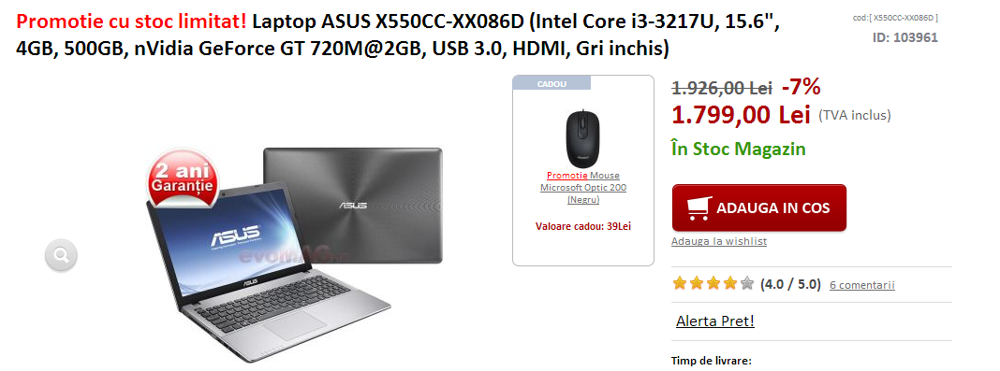 Promotie cu stoc limitat! Laptop ASUS X550CC-XX086D (Intel Core i3-3217U, 15.6",
4GB, 500GB, nVidia GeForce GT 720M@2GB, USB 3.0, HDMI, Gri inchis)
cod:[ X550CC-XX086D ]
ID: 103961
2 ani
Garanție
ASUS
ASUS
evoMAG
ASUS
CADOU
Promotie Mouse
Microsoft Optic 200
(Negru)
Valoare cadou: 39Lei
1.926,00 Lei -7%
1.799,00 Lei (TVA inclus)
În Stoc Magazin
ADAUGA IN COS
Adauga la wishlist
(4.0 / 5.0) 6 comentarii
Alerta Pret!
Timp de livrare: